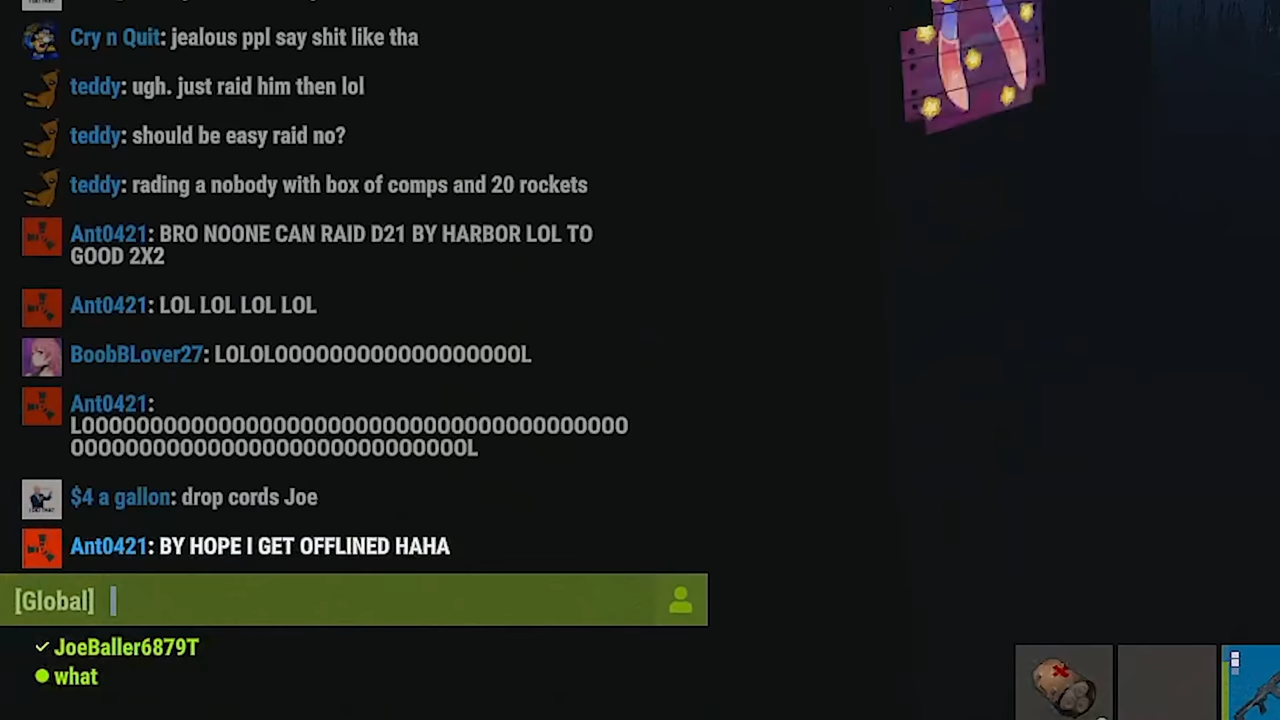 Cry n Quit: jealous ppl say shit like tha
teddy: ugh. just raid him then lol
teddy: should be easy raid no?
teddy: rading a nobody with box of comps and 20 rockets
Ant0421: BRO NOONE CAN RAID D21 BY HARBOR LOL TO
GOOD 2X2
Ant0421: LOL LOL LOL LOL
BoobBLover27: LOLOLOOOOOOOOOOOOOOOOOOL
Ant0421:
LOOOOOOOOOOOOOOOOOOOOOOOOOOOOOOOOOOOOOOOO
OOOOOOOOOOOOOOOOOOOOOOOOOOOOOL
$4 a gallon: drop cords Joe
Ant0421: BY HOPE I GET OFFLINED HAHA
[Global]
JoeBaller6879T
what